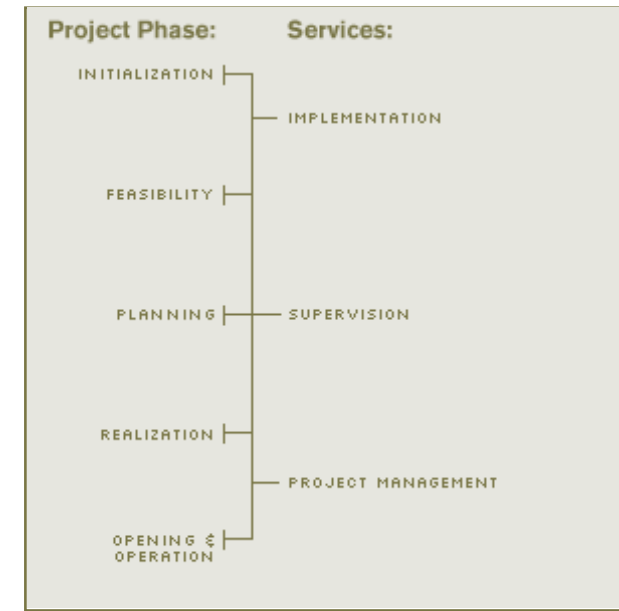 Project Phase: Services:
INITIALIZATION
IMPLEMENTATION
FEASIBILITY
PLANNING SUPERVISION
REALIZATION
PROJECT MANAGEMENT
OPENING &
OPERATION